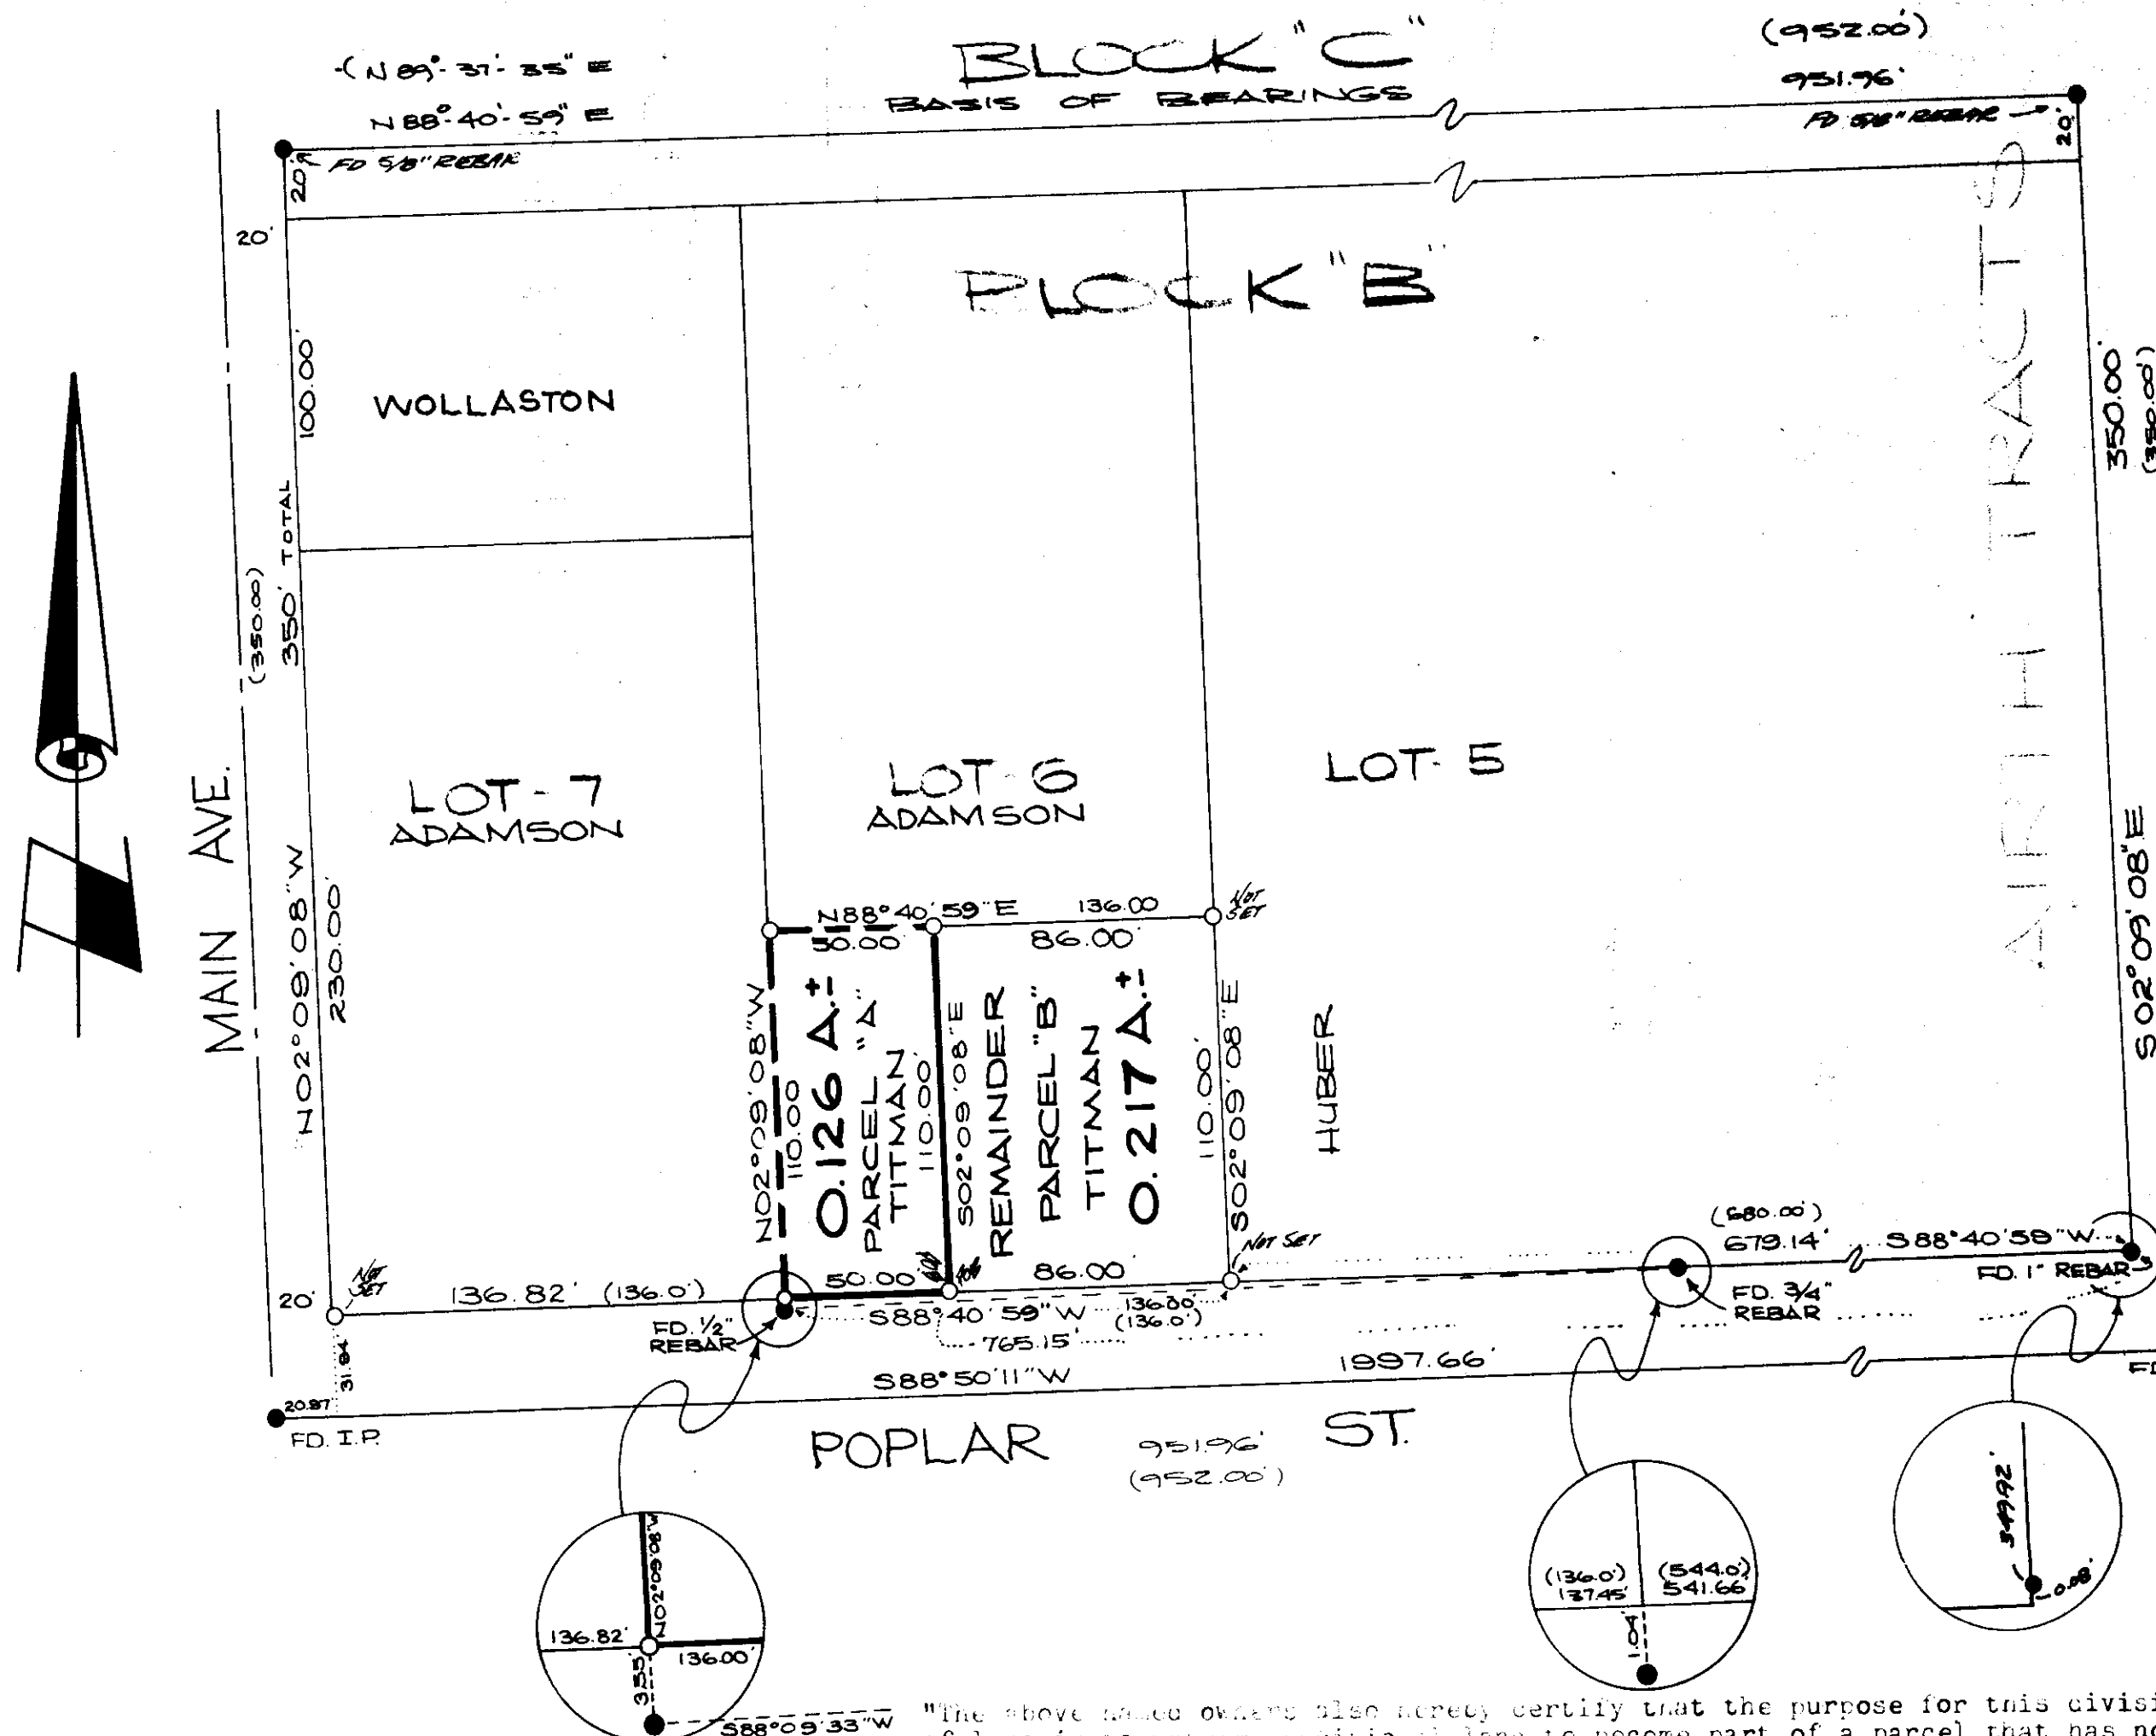 BLOCK "C"
(952.00')
(N 89°-37'-35" E
951.96'
BASIS OF BEARINGS
N 88°-40'-59" E
FD 5/8" REBAR
FD 5/8" REBAR
20'
20'
20'
BLOCK "B"
100.00'
WOLLASTON
AIRTH TRACTS
350.00'
(350.00')
350' TOTAL
(350.00)
MAIN AVE.
LOT-7
ADAMSON
LOT-6
ADAMSON
LOT-5
N02°09'08"W
230.00'
S02°09'08"E
N88°40'59"E
136.00
50.00'
86.00'
NOT SET
N02°09'08"W
110.00
0.126 A.±
PARCEL "A"
TITMAN
110.00'
S02°09'08"E
REMAINDER
PARCEL "B"
TITMAN
0.217 A.±
110.00'
S02°09'08"E
HUBER
(680.00')
679.14'
S88°40'59"W
FD. 1" REBAR
FD. 3/4"
REBAR
NOT SET
NOT SET
20'
136.82' (136.0')
50.00'
86.00
FD. 1/2"
REBAR
S88°40'59"W
136.00'
(136.0')
765.15'
31.94
1997.66'
S88°50'11"W
20.97
FD. I.P.
POPLAR ST.
951.96'
(952.00')
N02°09'08"W
136.82'
136.00'
3.55'
S88°09'33"W
(136.0')
137.45'
(544.0')
541.66'
1.04'
349.92'
0.08'
"The above named owners also hereby certify that the purpose for this divisi
part of a parcel that has n